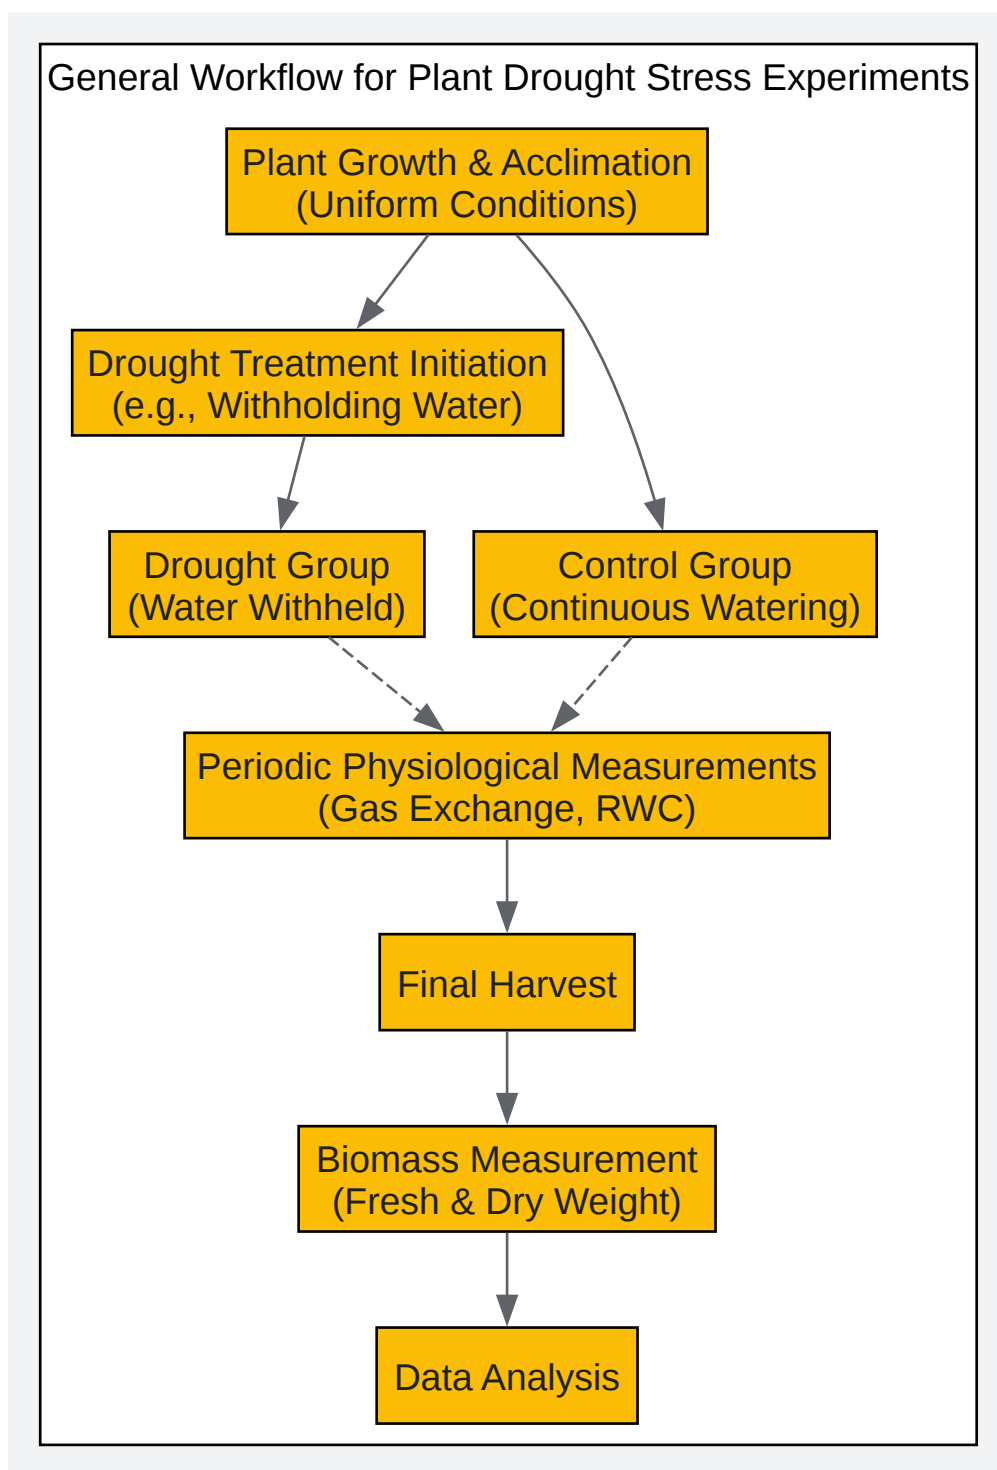 General Workflow for Plant Drought Stress Experiments
Plant Growth & Acclimation
(Uniform Conditions)
Drought Treatment Initiation
(e.g., Withholding Water)
Drought Group
(Water Withheld)
Control Group
(Continuous Watering)
Periodic Physiological Measurements
(Gas Exchange, RWC)
Final Harvest
Biomass Measurement
(Fresh & Dry Weight)
Data Analysis